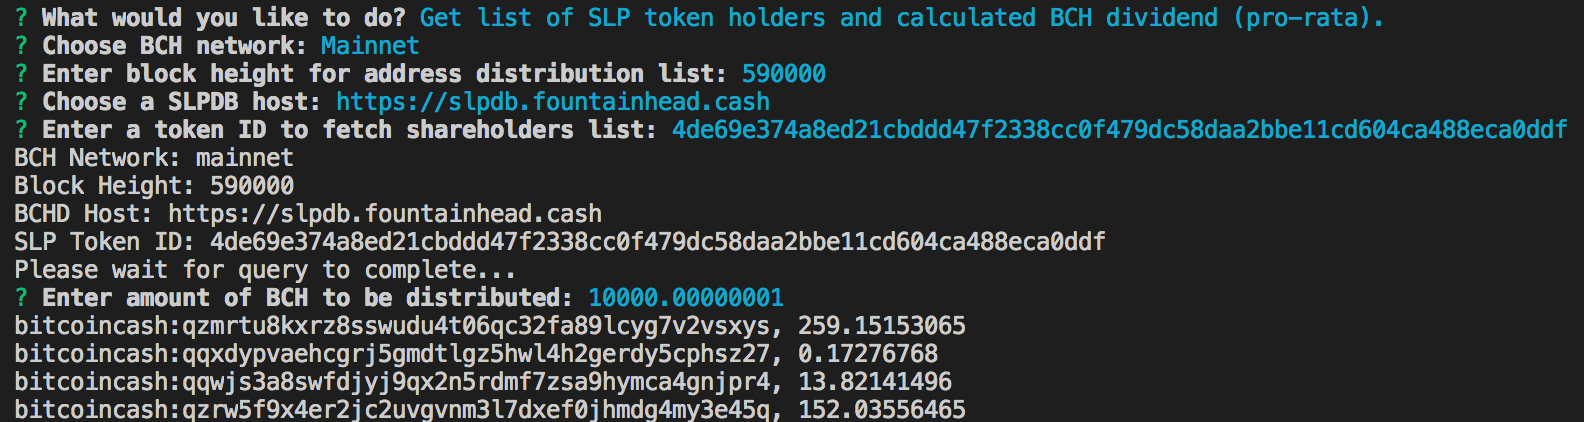 ? What would you like to do? Get list of SLP token holders and calculated BCH dividend (pro-rata).
? Choose BCH network: Mainnet
? Enter block height for address distribution list: 590000
? Choose a SLPDB host: https://slpdb.fountainhead.cash
? Enter a token ID to fetch shareholders list: 4de69e374a8ed21cbddd47f2338cc0f479dc58daa2bbe11cd604ca488eca0ddf
BCH Network: mainnet
Block Height: 590000
BCHD Host: https://slpdb.fountainhead.cash
SLP Token ID: 4de69e374a8ed21cbddd47f2338cc0f479dc58daa2bbe11cd604ca488eca0ddf
Please wait for query to complete...
? Enter amount of BCH to be distributed: 10000.00000001
bitcoincash:qzmrtu8kxrz8sswudu4t06qc32fa89lcyg7v2vsxys, 259.15153065
bitcoincash:qqxdypvaehcgrj5gmdtlgz5hwl4h2gerdy5cphsz27, 0.17276768
bitcoincash:qqwjs3a8swfdjyj9qx2n5rdmf7zsa9hymca4gnjpr4, 13.82141496
bitcoincash:qzrw5f9x4er2jc2uvgvnm3l7dxef0jhmdg4my3e45q, 152.03556465